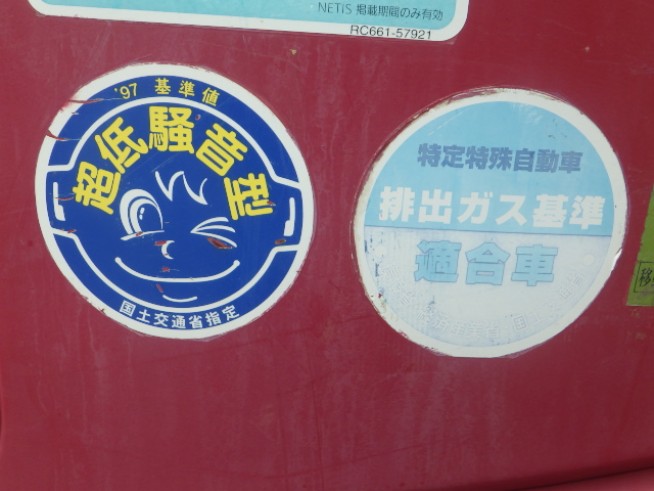 NETIS 掲載期間のみ有効
RC661-57921
'97 基準値
超低騒音型
国土交通省指定
特定特殊自動車
排出ガス基準
適合車
移